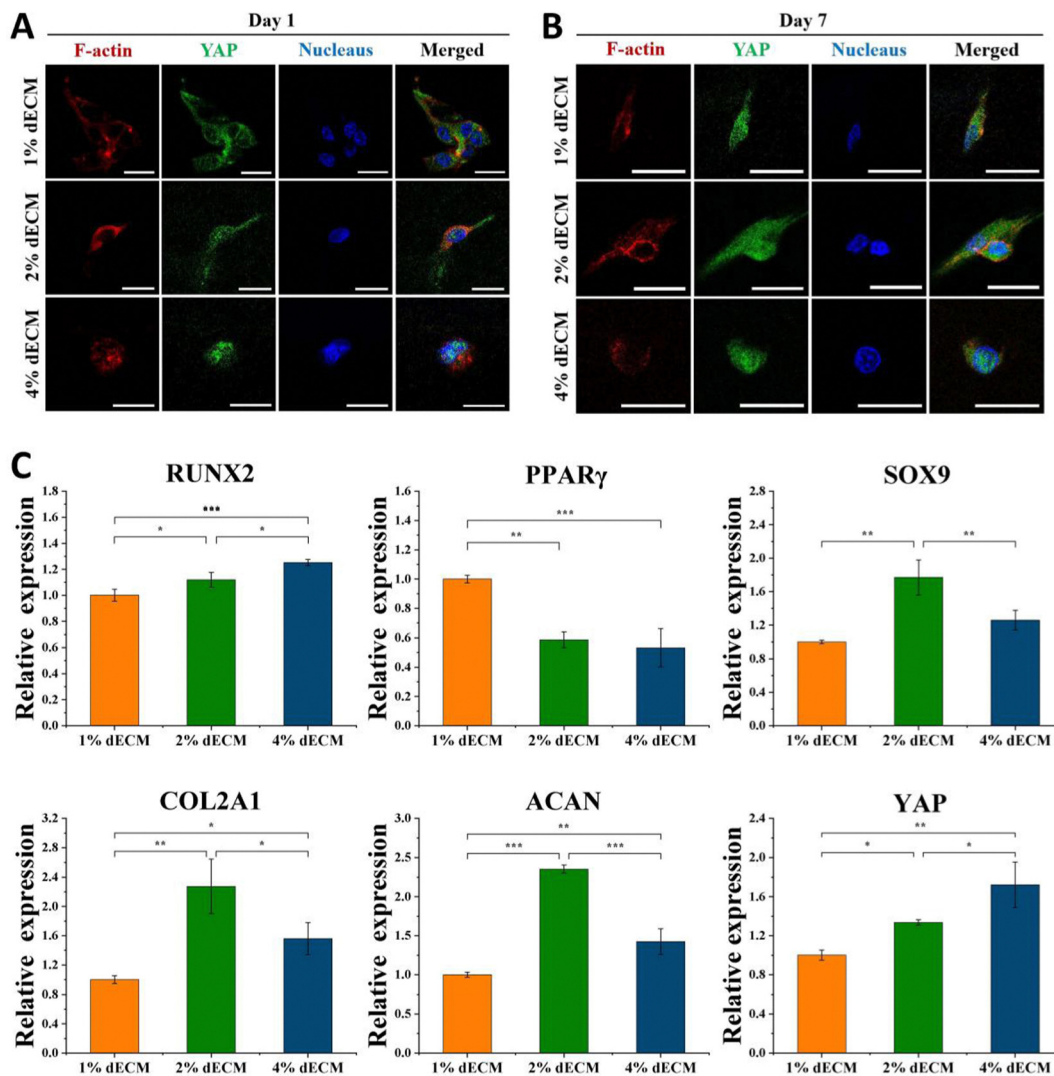 A
Day 1
F-actin YAP Nucleaus Merged
1% dECM
2% dECM
4% dECM
B
Day 7
F-actin YAP Nucleaus Merged
1% dECM
2% dECM
4% dECM
C
RUNX2
Relative expression
1.8
1.6
1.4
1.2
1.0
0.8
0.6
0.4
0.2
0.0
***
* *
1% dECM 2% dECM 4% dECM
PPARγ
Relative expression
1.6
1.4
1.2
1.0
0.8
0.6
0.4
0.2
0.0
***
**
1% dECM 2% dECM 4% dECM
SOX9
Relative expression
2.8
2.4
2.0
1.6
1.2
0.8
0.4
0.0
** **
1% dECM 2% dECM 4% dECM
COL2A1
Relative expression
3.2
2.8
2.4
2.0
1.6
1.2
0.8
0.4
0.0
*
** *
1% dECM 2% dECM 4% dECM
ACAN
Relative expression
3.0
2.5
2.0
1.5
1.0
0.5
0.0
**
*** ***
1% dECM 2% dECM 4% dECM
YAP
Relative expression
2.4
2.0
1.6
1.2
0.8
0.4
0.0
**
* *
1% dECM 2% dECM 4% dECM